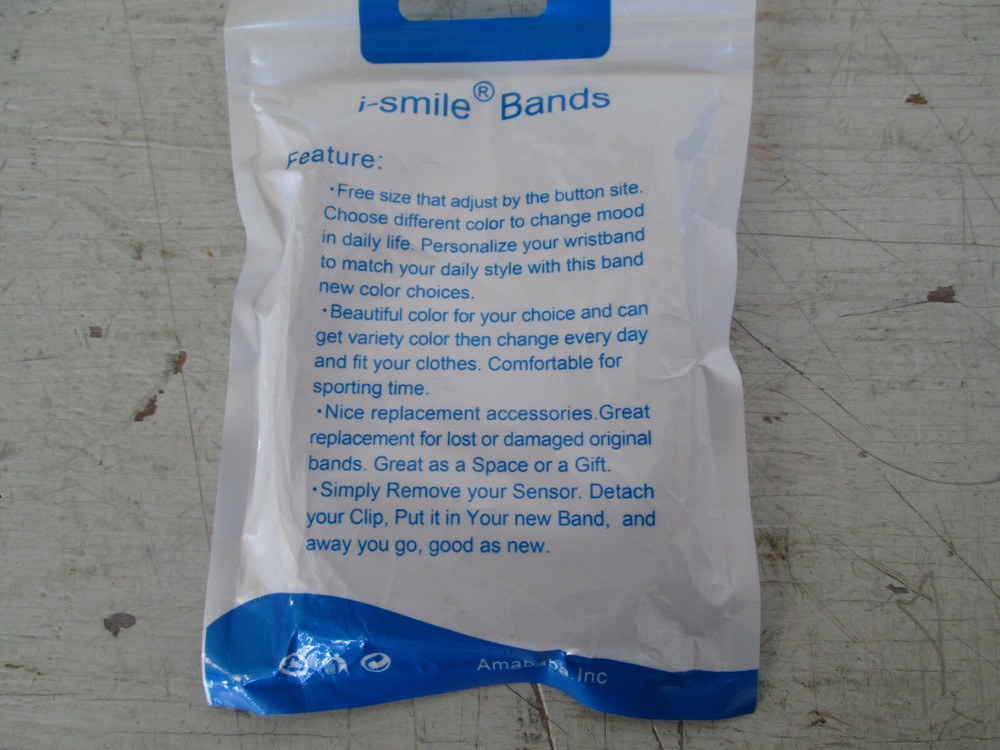 i-smile® Bands
Feature:
·Free size that adjust by the button site.
Choose different color to change mood
in daily life. Personalize your wristband
to match your daily style with this band
new color choices.
·Beautiful color for your choice and can
get variety color then change every day
and fit your clothes. Comfortable for
sporting time.
·Nice replacement accessories.Great
replacement for lost or damaged original
bands. Great as a Space or a Gift.
·Simply Remove your Sensor. Detach
your Clip, Put it in Your new Band, and
away you go, good as new.
Amababa.Inc